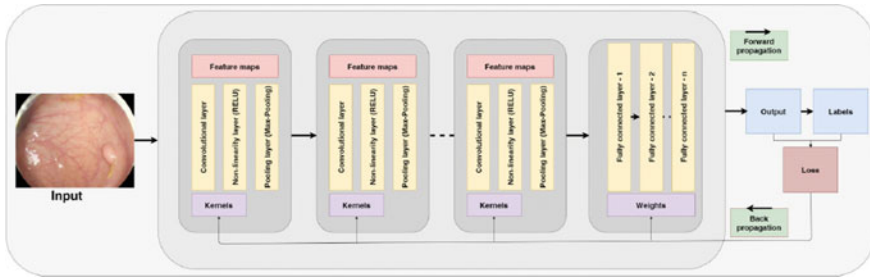 Input
Feature maps
Convolutional layer
Non-linearity layer (RELU)
Pooling layer (Max-Pooling)
Kernels
Feature maps
Convolutional layer
Non-linearity layer (RELU)
Pooling layer (Max-Pooling)
Kernels
Feature maps
Convolutional layer
Non-linearity layer (RELU)
Pooling layer (Max-Pooling)
Kernels
Fully connected layer - 1
Fully connected layer - 2
Fully connected layer - n
Weights
Forward
propagation
Output
Labels
Loss
Back
propagation